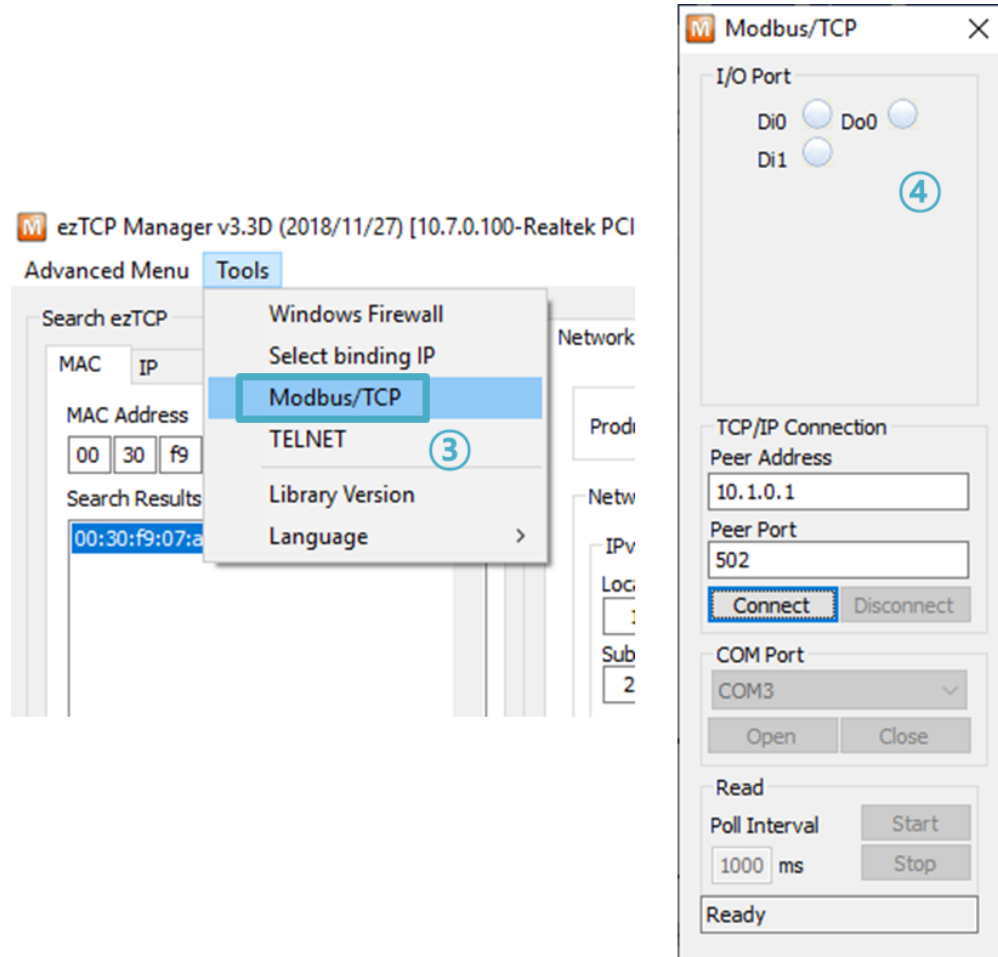 ezTCP Manager v3.3D (2018/11/27) [10.7.0.100-Realtek PCI
Advanced Menu Tools
Search ezTCP
MAC IP
MAC Address
00 30 f9
Search Results
00:30:f9:07:a
Windows Firewall
Select binding IP
Modbus/TCP
③
TELNET
Library Version
Language >
Network
Produ
Netw
IPv
Loca
Sub
2
Modbus/TCP
I/O Port
Di0 Do0
Di1
④
TCP/IP Connection
Peer Address
10.1.0.1
Peer Port
502
Connect Disconnect
COM Port
COM3
Open Close
Read
Poll Interval Start
1000 ms Stop
Ready